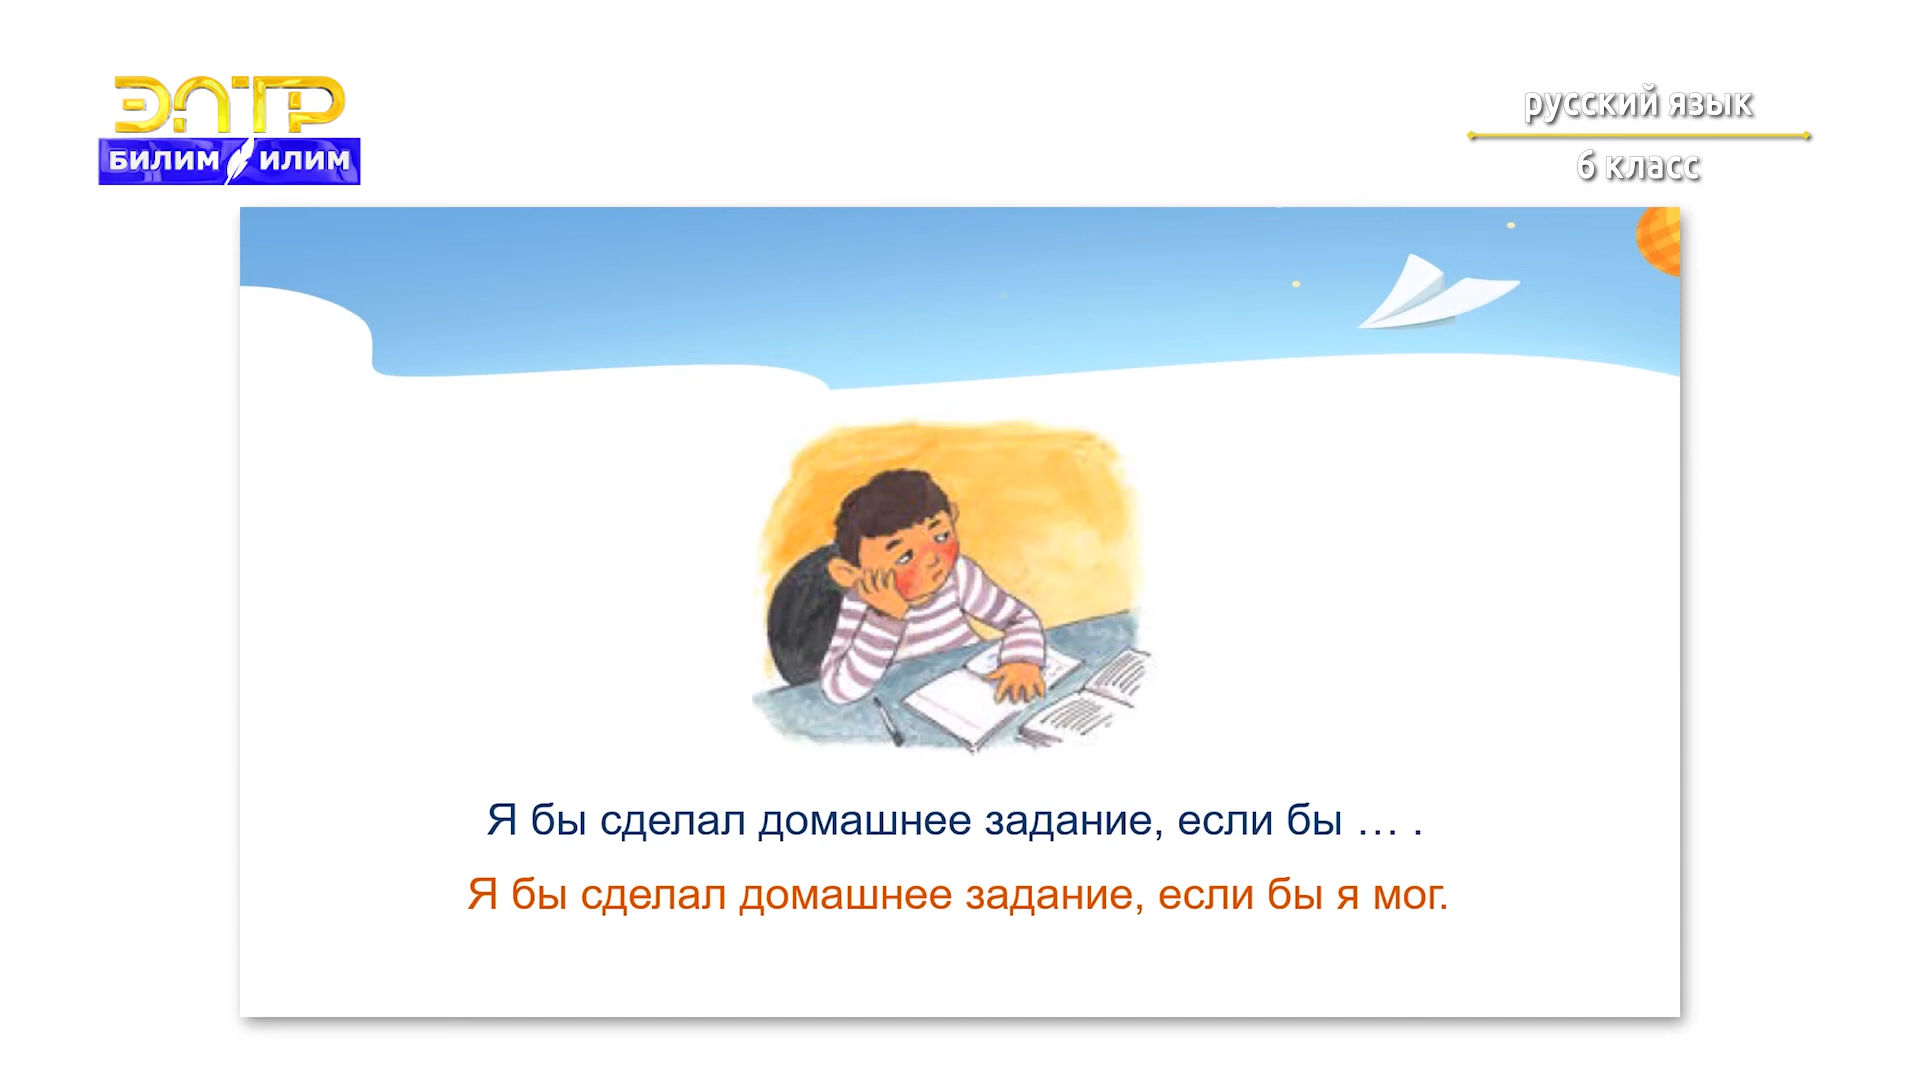 ЭЛТР
БИЛИМ ИЛИМ
русский язык
6 класс
Я бы сделал домашнее задание, если бы … .
Я бы сделал домашнее задание, если бы я мог.